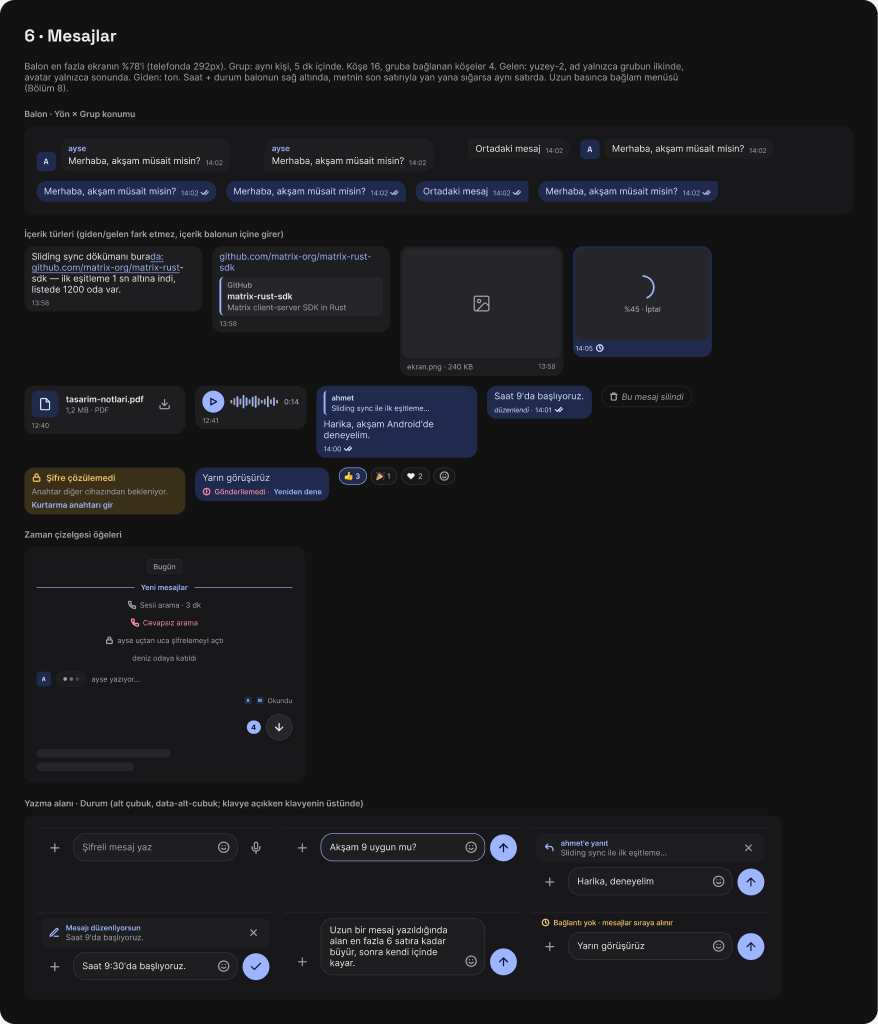 6 · Mesajlar
Balon en fazla ekranın %78'i (telefonda 292px). Grup: aynı kişi, 5 dk içinde. Köşe 16, gruba bağlanan köşeler 4. Gelen: yuzey-2, ad yalnızca grubun ilkinde,
avatar yalnızca sonunda. Giden: ton. Saat + durum balonun sağ altında, metnin son satırıyla yan yana sığarsa aynı satırda. Uzun basınca bağlam menüsü
(Bölüm 8).
Balon · Yön × Grup konumu
A
ayse
Merhaba, akşam müsait misin? 14:02
ayse
Merhaba, akşam müsait misin? 14:02
Ortadaki mesaj 14:02
A
Merhaba, akşam müsait misin? 14:02
Merhaba, akşam müsait misin? 14:02
Merhaba, akşam müsait misin? 14:02
Ortadaki mesaj 14:02
Merhaba, akşam müsait misin? 14:02
İçerik türleri (giden/gelen fark etmez, içerik balonun içine girer)
Sliding sync dökümanı burada:
github.com/matrix-org/matrix-rust-
sdk — ilk eşitleme 1 sn altına indi,
listede 1200 oda var.
13:58
github.com/matrix-org/matrix-rust-
sdk
GitHub
matrix-rust-sdk
Matrix client-server SDK in Rust
13:58
ekran.png · 240 KB 13:58
%45 · İptal
14:05
tasarim-notlari.pdf
1,2 MB · PDF
12:40
0:14
12:41
ahmet
Sliding sync ile ilk eşitleme…
Harika, akşam Android'de
deneyelim.
14:00
Saat 9'da başlıyoruz.
düzenlendi · 14:01
Bu mesaj silindi
Şifre çözülemedi
Anahtar diğer cihazından bekleniyor.
Kurtarma anahtarı gir
Yarın görüşürüz
Gönderilemedi · Yeniden dene
👍 3
🎉 1
🤍 2
Zaman çizelgesi öğeleri
Bugün
Yeni mesajlar
Sesli arama · 3 dk
Cevapsız arama
ayse uçtan uca şifrelemeyi açtı
deniz odaya katıldı
A
ayse yazıyor…
Okundu
4
Yazma alanı · Durum (alt çubuk, data-alt-cubuk; klavye açıkken klavyenin üstünde)
Şifreli mesaj yaz
Akşam 9 uygun mu?
ahmet'e yanıt
Sliding sync ile ilk eşitleme…
Harika, deneyelim
Mesajı düzenliyorsun
Saat 9'da başlıyoruz.
Saat 9:30'da başlıyoruz.
Uzun bir mesaj yazıldığında
alan en fazla 6 satıra kadar
büyür, sonra kendi içinde
kayar.
Bağlantı yok · mesajlar sıraya alınır
Yarın görüşürüz